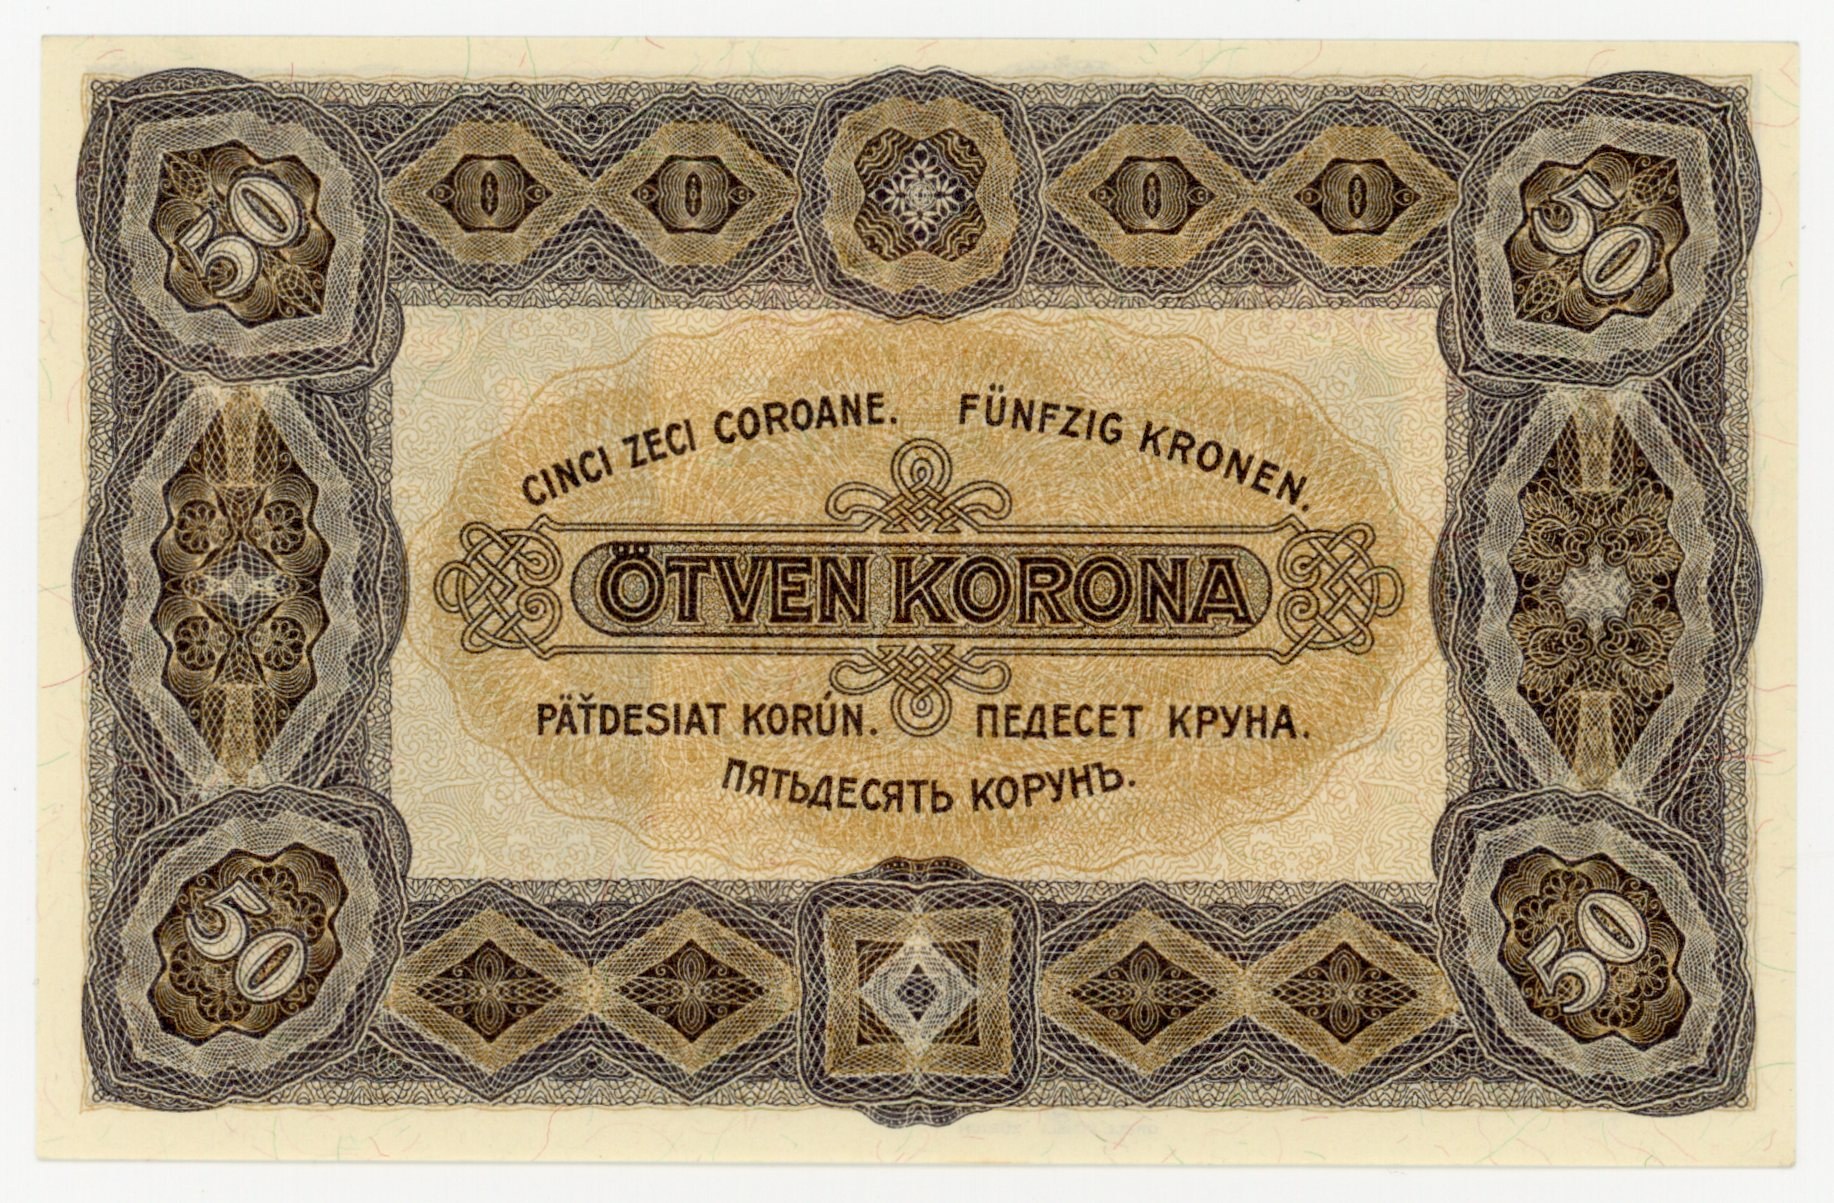 50
50
CINCI ZECI COROANE. FÜNFZIG KRONEN.
ÖTVEN KORONA
PÄŤDESIAT KORÚN. ПЕДЕСЕТ КРУНА.
ПЯТЬДЕСЯТЬ КОРУНЪ.
50
50